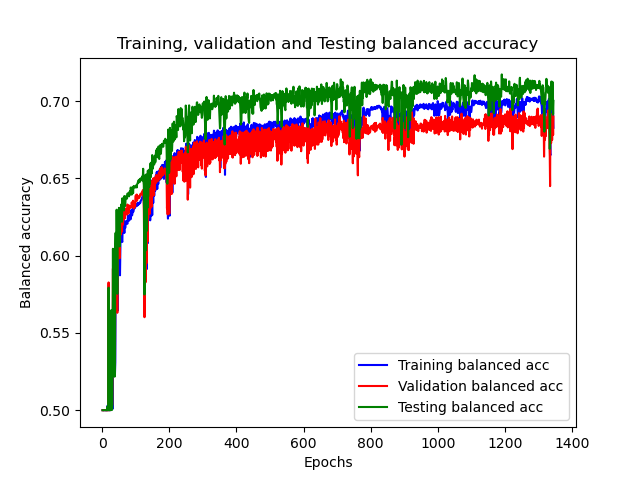 Training, validation and Testing balanced accuracy
Balanced accuracy
0.70
0.65
0.60
0.55
0.50
Training balanced acc
Validation balanced acc
Testing balanced acc
0 200 400 600 800 1000 1200 1400
Epochs